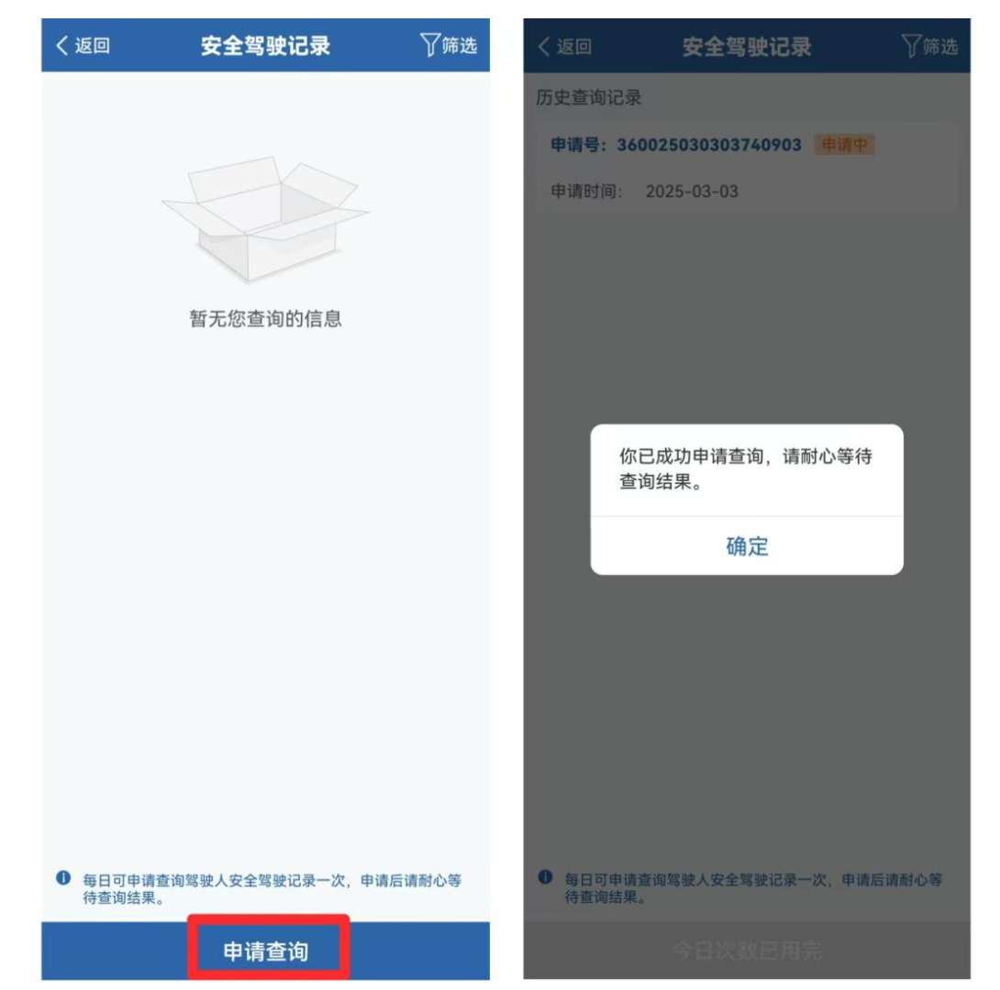 返回
安全驾驶记录
筛选
暂无您查询的信息
每日可申请查询驾驶人安全驾驶记录一次，申请后请耐心等
待查询结果。
申请查询
返回
安全驾驶记录
筛选
历史查询记录
申请号：360025030303740903 申请中
申请时间： 2025-03-03
你已成功申请查询，请耐心等待
查询结果。
确定
每日可申请查询驾驶人安全驾驶记录一次，申请后请耐心等
待查询结果。
今日次数已用完